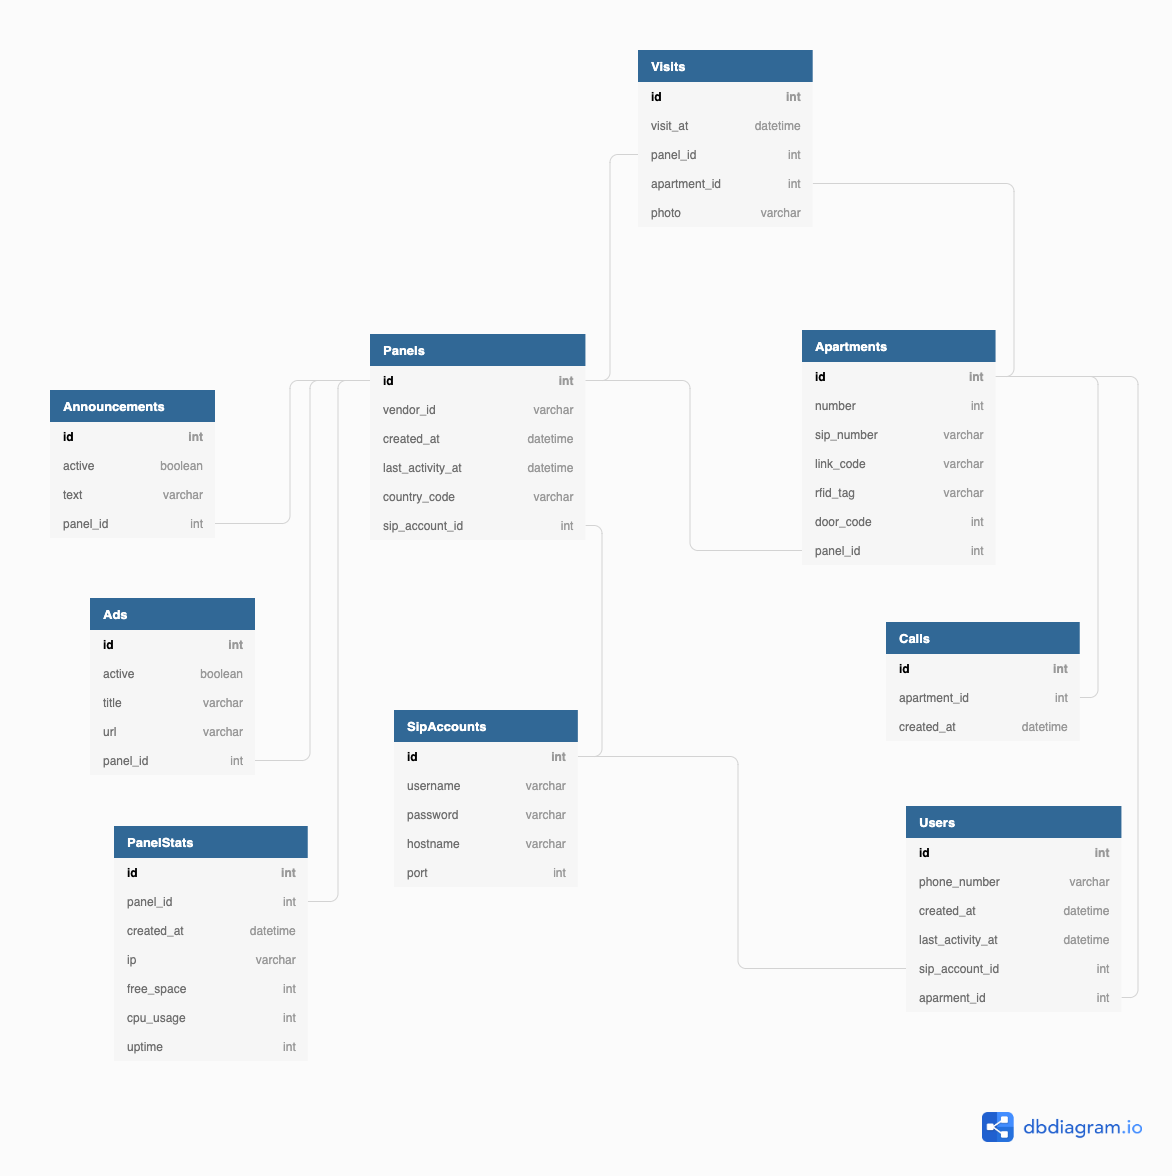 Visits
id int
visit_at datetime
panel_id int
apartment_id int
photo varchar
Panels
id int
vendor_id varchar
created_at datetime
last_activity_at datetime
country_code varchar
sip_account_id int
Apartments
id int
number int
sip_number varchar
link_code varchar
rfid_tag varchar
door_code int
panel_id int
Announcements
id int
active boolean
text varchar
panel_id int
Ads
id int
active boolean
title varchar
url varchar
panel_id int
Calls
id int
apartment_id int
created_at datetime
SipAccounts
id int
username varchar
password varchar
hostname varchar
port int
Users
id int
phone_number varchar
created_at datetime
last_activity_at datetime
sip_account_id int
aparment_id int
PanelStats
id int
panel_id int
created_at datetime
ip varchar
free_space int
cpu_usage int
uptime int
dbdiagram.io